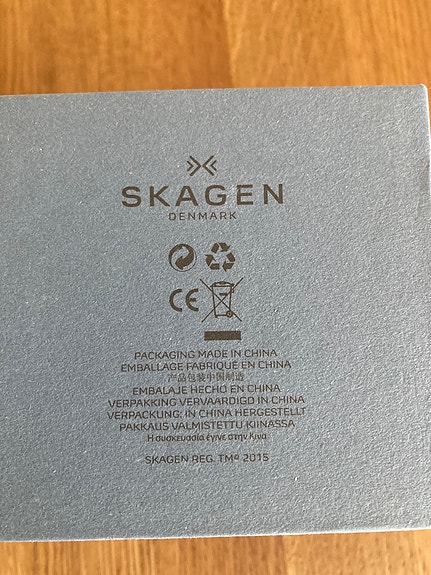 SKAGEN
DENMARK
CE
PACKAGING MADE IN CHINA
EMBALLAGE FABRIQUÉ EN CHINA
产品包装中国制造
EMBALAJE HECHO EN CHINA
VERPAKKING VERVAARDIGD IN CHINA
VERPACKUNG: IN CHINA HERGESTELLT
PAKKAUS VALMISTETTU KIINASSA
Η συσκευασία έγινε στην Κίνα
SKAGEN REG. TMª 2015